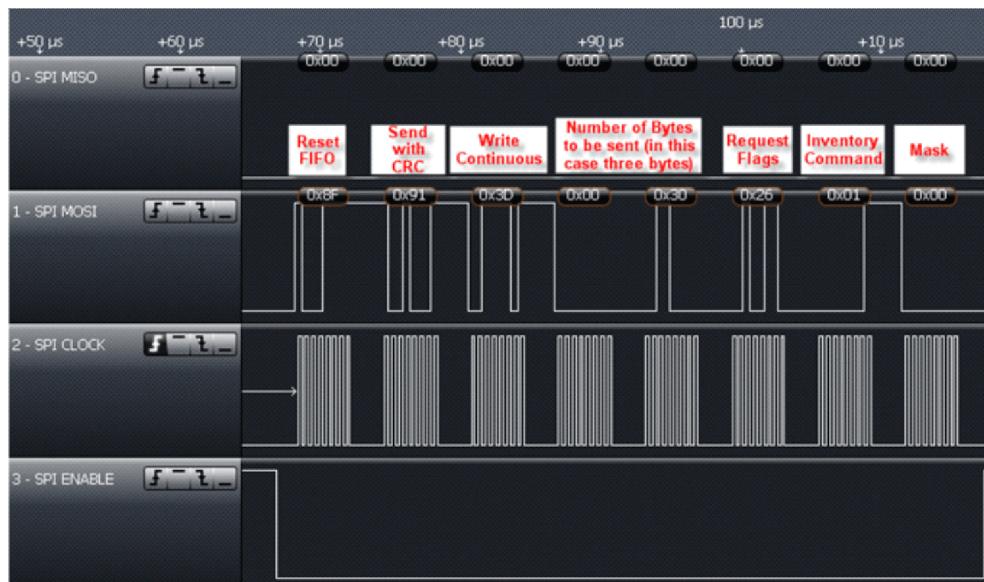 100 μs
+50 μs +60 μs +70 μs +80 μs +90 μs +10 μs
0x00 0x00 0x00 0x00 0x00 0x00 0x00 0x00
0 - SPI MISO
Reset
FIFO
Send
with
CRC
Write
Continuous
Number of Bytes
to be sent (in this
case three bytes)
Request
Flags
Inventory
Command
Mask
0x8F 0x91 0x3D 0x00 0x30 0x26 0x01 0x00
1 - SPI MOSI
2 - SPI CLOCK
3 - SPI ENABLE